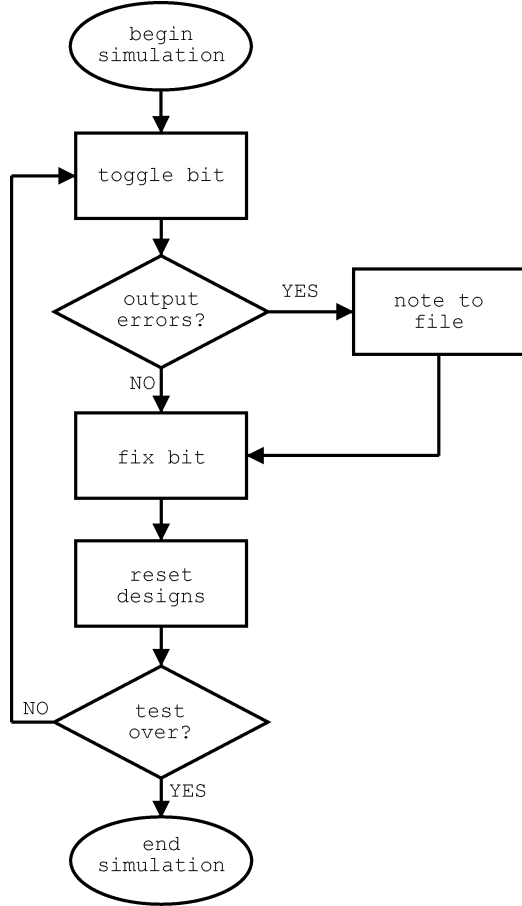 begin
simulation
toggle bit
output
errors?
YES
note to
file
NO
fix bit
reset
designs
test
over?
NO
YES
end
simulation